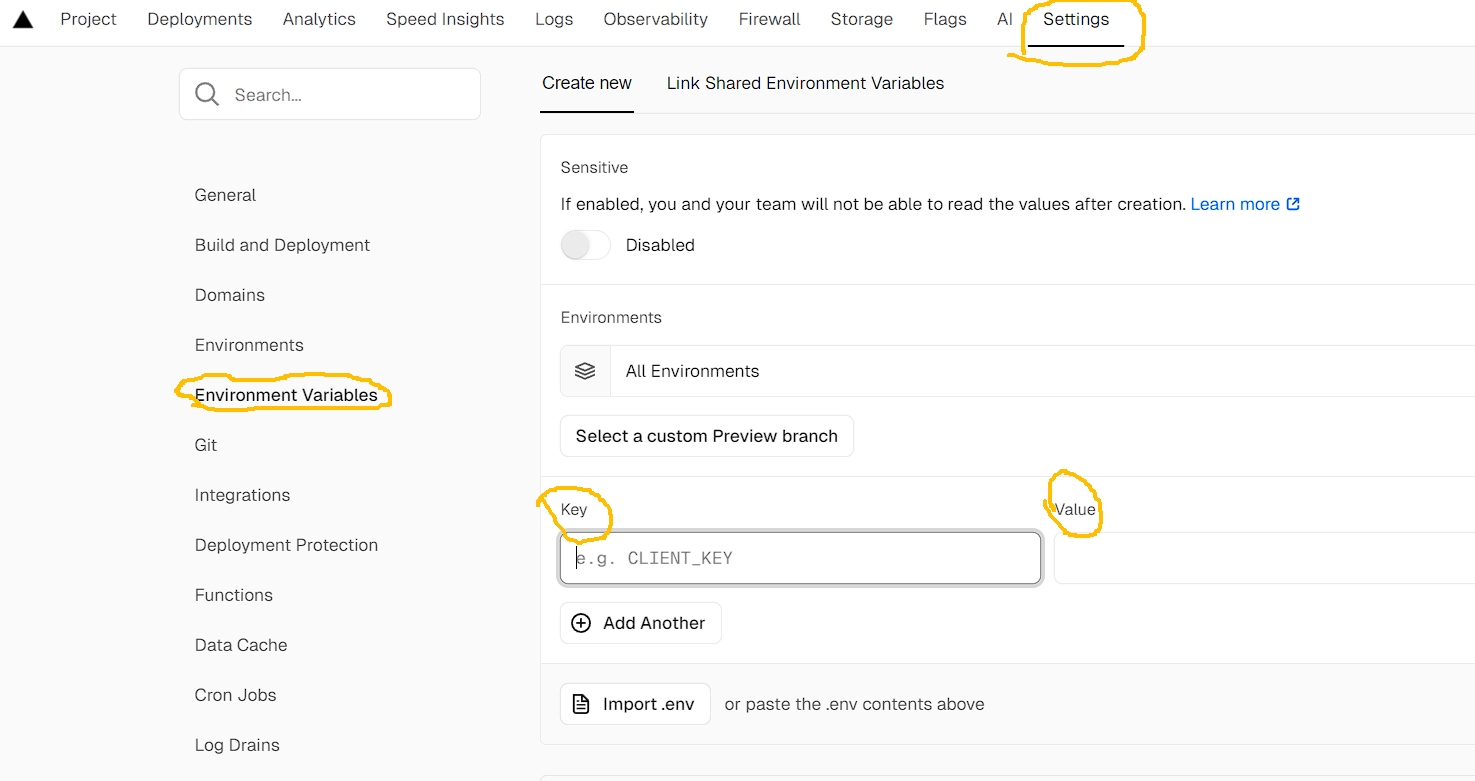 Project Deployments Analytics Speed Insights Logs Observability Firewall Storage Flags AI Settings
Search...
General
Build and Deployment
Domains
Environments
Environment Variables
Git
Integrations
Deployment Protection
Functions
Data Cache
Cron Jobs
Log Drains
Create new Link Shared Environment Variables
Sensitive
If enabled, you and your team will not be able to read the values after creation. Learn more
Disabled
Environments
All Environments
Select a custom Preview branch
Key Value
e.g. CLIENT_KEY
Add Another
Import .env or paste the .env contents above